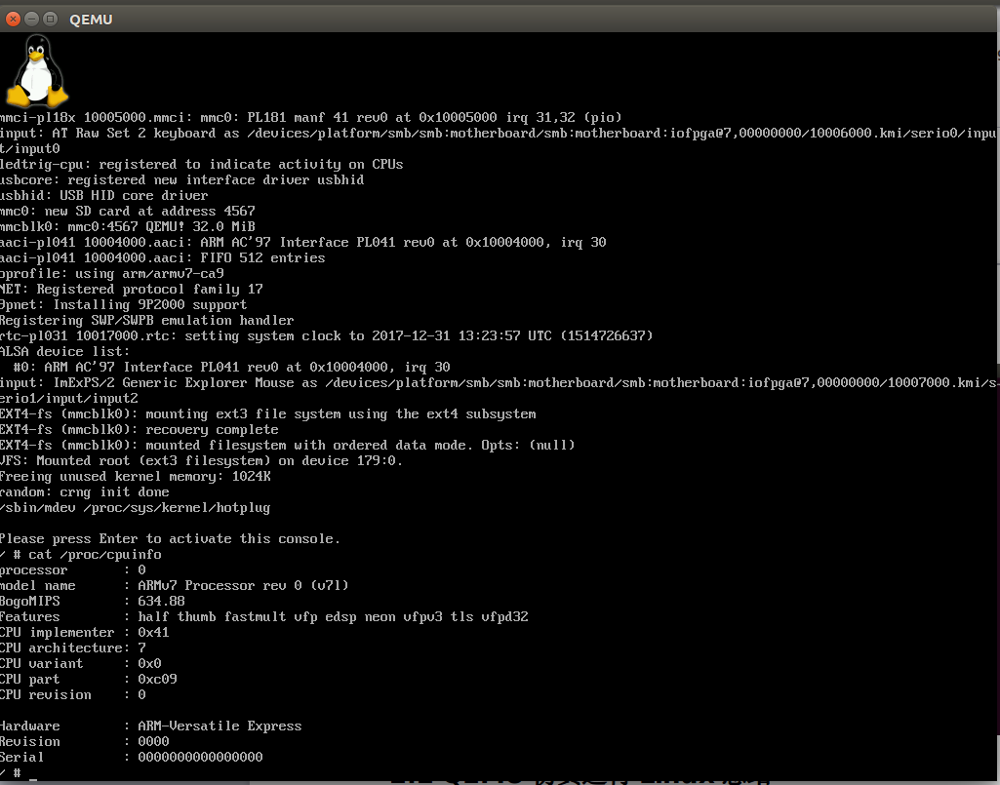 QEMU
mmci-pl18x 10005000.mmci: mmc0: PL181 manf 41 rev0 at 0x10005000 irq 31,32 (pio)
input: AT Raw Set 2 keyboard as /devices/platform/smb/smb:motherboard/smb:motherboard:iofpga@7,00000000/10006000.kmi/serio0/inpu
t/input0
ledtrig-cpu: registered to indicate activity on CPUs
usbcore: registered new interface driver usbhid
usbhid: USB HID core driver
mmc0: new SD card at address 4567
mmcblk0: mmc0:4567 QEMU! 32.0 MiB
aaci-pl041 10004000.aaci: ARM AC'97 Interface PL041 rev0 at 0x10004000, irq 30
aaci-pl041 10004000.aaci: FIFO 512 entries
oprofile: using arm/armv7-ca9
NET: Registered protocol family 17
9pnet: Installing 9P2000 support
Registering SWP/SWPB emulation handler
rtc-pl031 10017000.rtc: setting system clock to 2017-12-31 13:23:57 UTC (1514726637)
ALSA device list:
  #0: ARM AC'97 Interface PL041 rev0 at 0x10004000, irq 30
input: ImExPS/2 Generic Explorer Mouse as /devices/platform/smb/smb:motherboard/smb:motherboard:iofpga@7,00000000/10007.kmi/s
erio1/input/input2
EXT4-fs (mmcblk0): mounting ext3 file system using the ext4 subsystem
EXT4-fs (mmcblk0): recovery complete
EXT4-fs (mmcblk0): mounted filesystem with ordered data mode. Opts: (null)
VFS: Mounted root (ext3 filesystem) on device 179:0.
Freeing unused kernel memory: 1024K
random: crng init done
/sbin/mdev /proc/sys/kernel/hotplug
Please press Enter to activate this console.
/ # cat /proc/cpuinfo
processor       : 0
model name      : ARMv7 Processor rev 0 (v7l)
BogoMIPS        : 634.88
Features        : half thumb fastmult vfp edsp neon vfpv3 tls vfpd32
CPU implementer : 0x41
CPU architecture: 7
CPU variant     : 0x0
CPU part        : 0xc09
CPU revision    : 0
Hardware        : ARM-Versatile Express
Revision        : 0000
Serial          : 0000000000000000
/ #